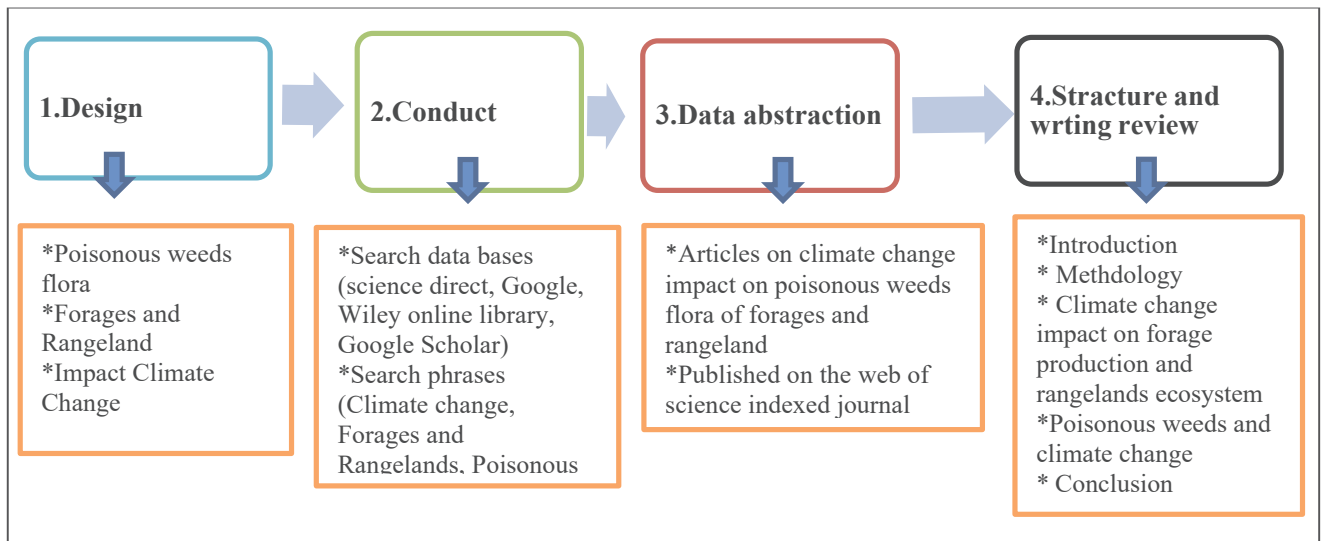 1.Design
2.Conduct
3.Data abstraction
4.Stracture and
wrting review
*Poisonous weeds
flora
*Forages and
Rangeland
*Impact Climate
Change
*Search data bases
(science direct, Google,
Wiley online library,
Google Scholar)
*Search phrases
(Climate change,
Forages and
Rangelands, Poisonous
*Articles on climate change
impact on poisonous weeds
flora of forages and
rangeland
*Published on the web of
science indexed journal
*Introduction
* Methdology
* Climate change
impact on forage
production and
rangelands ecosystem
*Poisonous weeds and
climate change
* Conclusion